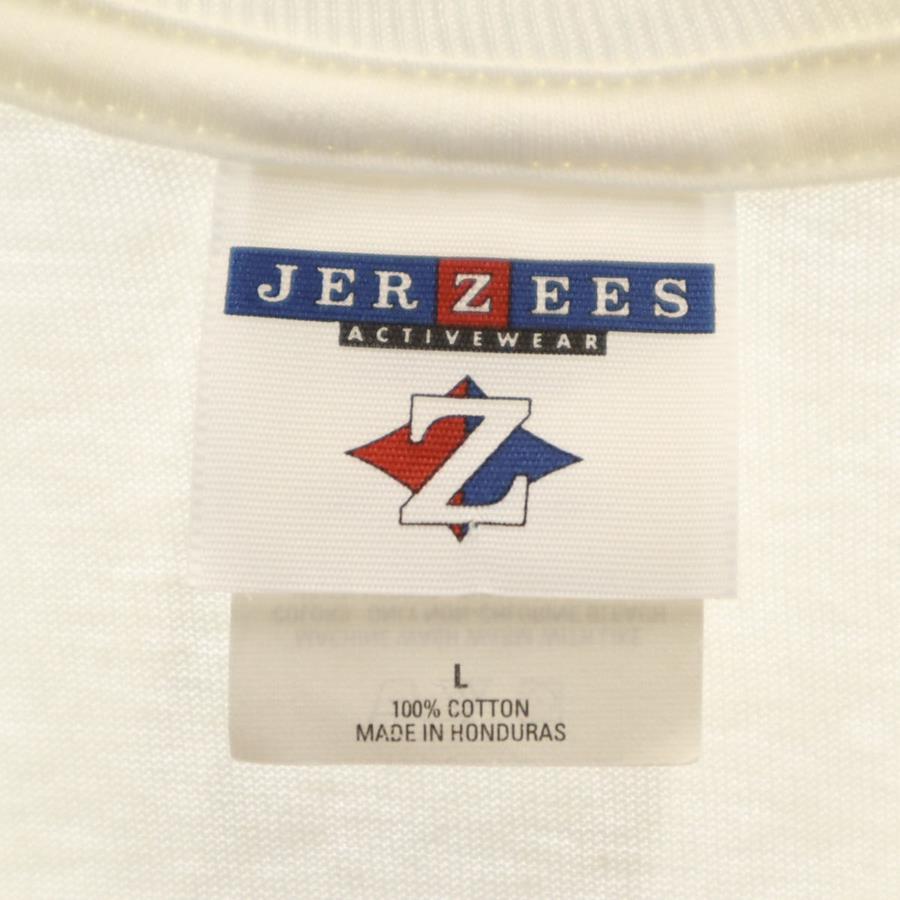 JERZEES
ACTIVEWEAR
Z
L
100% COTTON
MADE IN HONDURAS